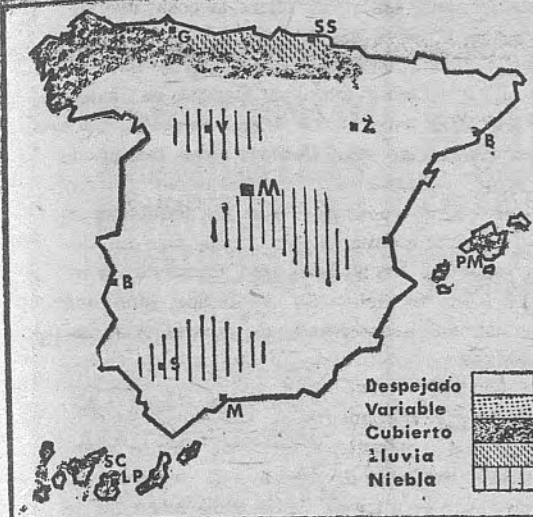 G
SS
V
Z
B
M
PM
B
S
M
SC
LP
Despejado
Variable
Cubierto
Lluvia
Niebla